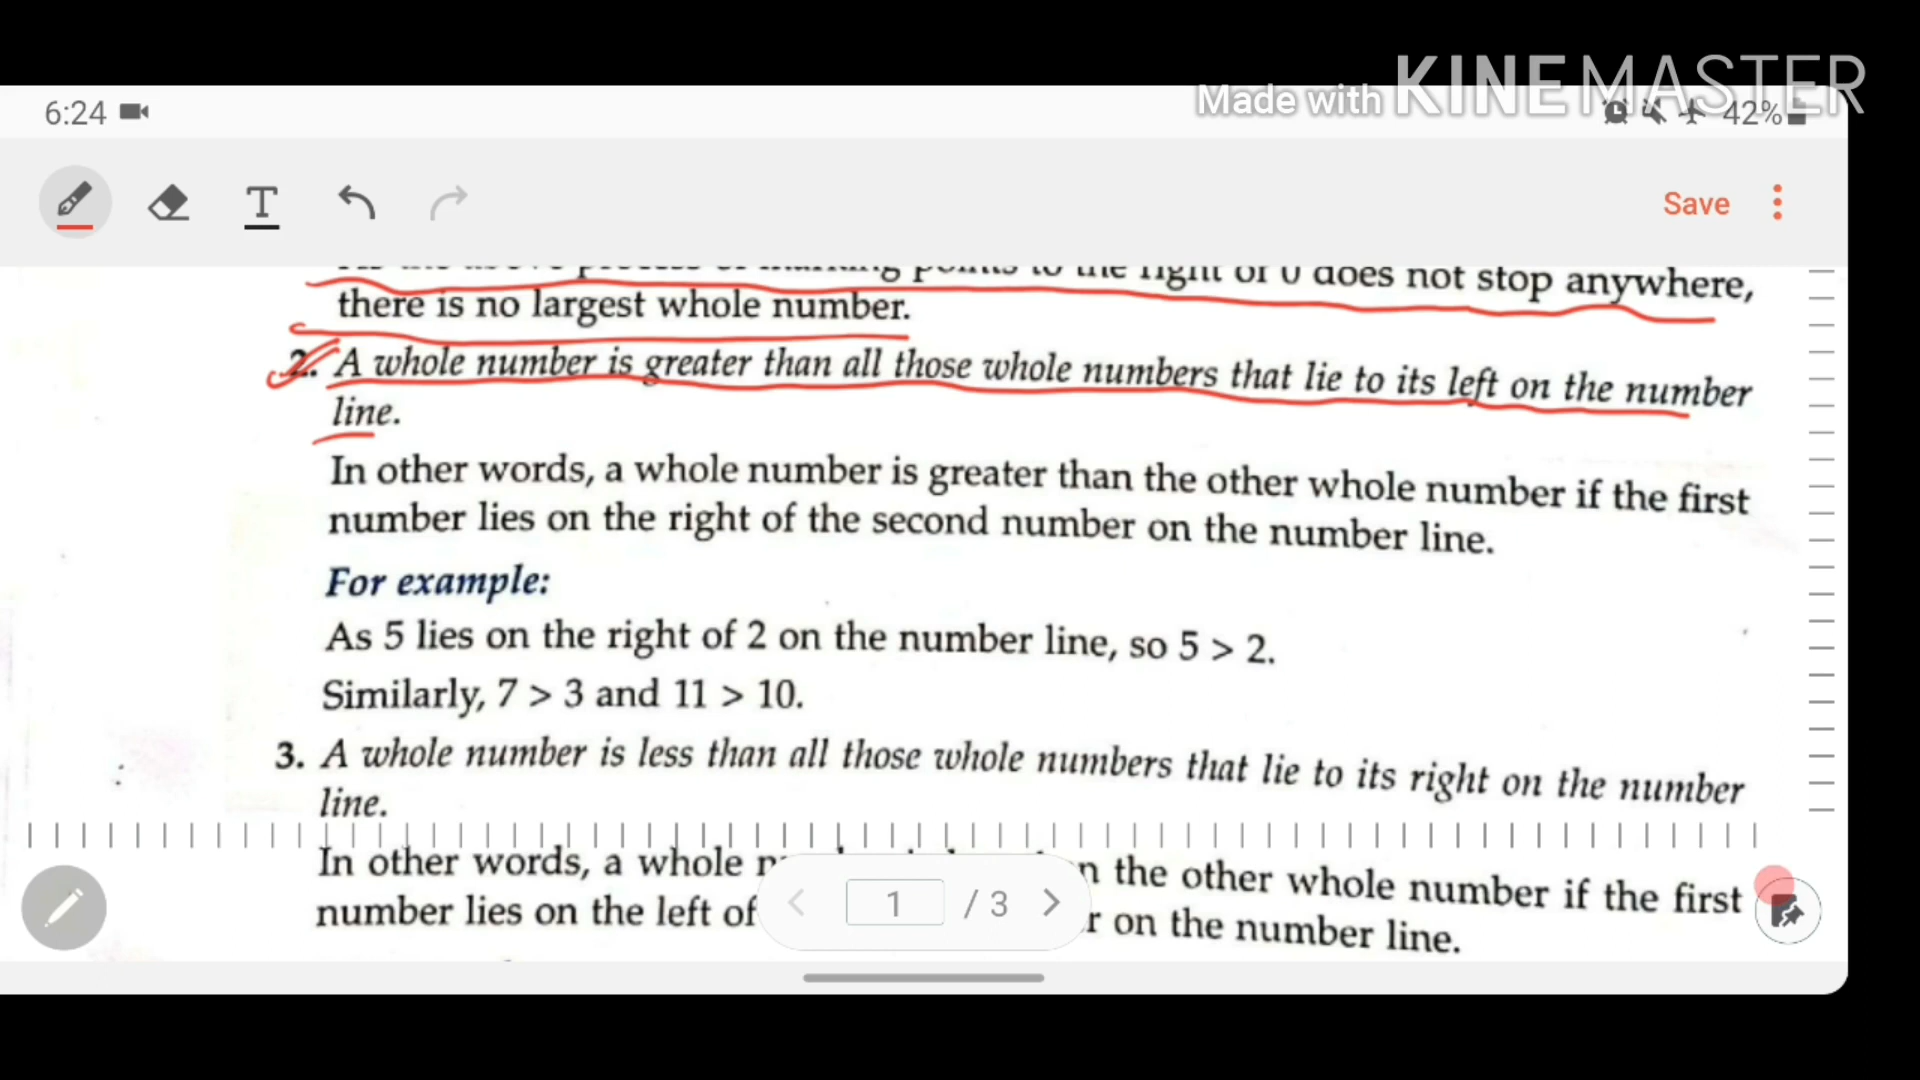 Made with KINEMASTER
6:24
42%
T
Save
to the right of 0 does not stop anywhere,
there is no largest whole number.
2. A whole number is greater than all those whole numbers that lie to its left on the number
line.
In other words, a whole number is greater than the other whole number if the first
number lies on the right of the second number on the number line.
For example:
As 5 lies on the right of 2 on the number line, so 5 > 2.
Similarly, 7 > 3 and 11 > 10.
3. A whole number is less than all those whole numbers that lie to its right on the number
line.
In other words, a whole the other whole number if the first
number lies on the left of on the number line.
1 / 3